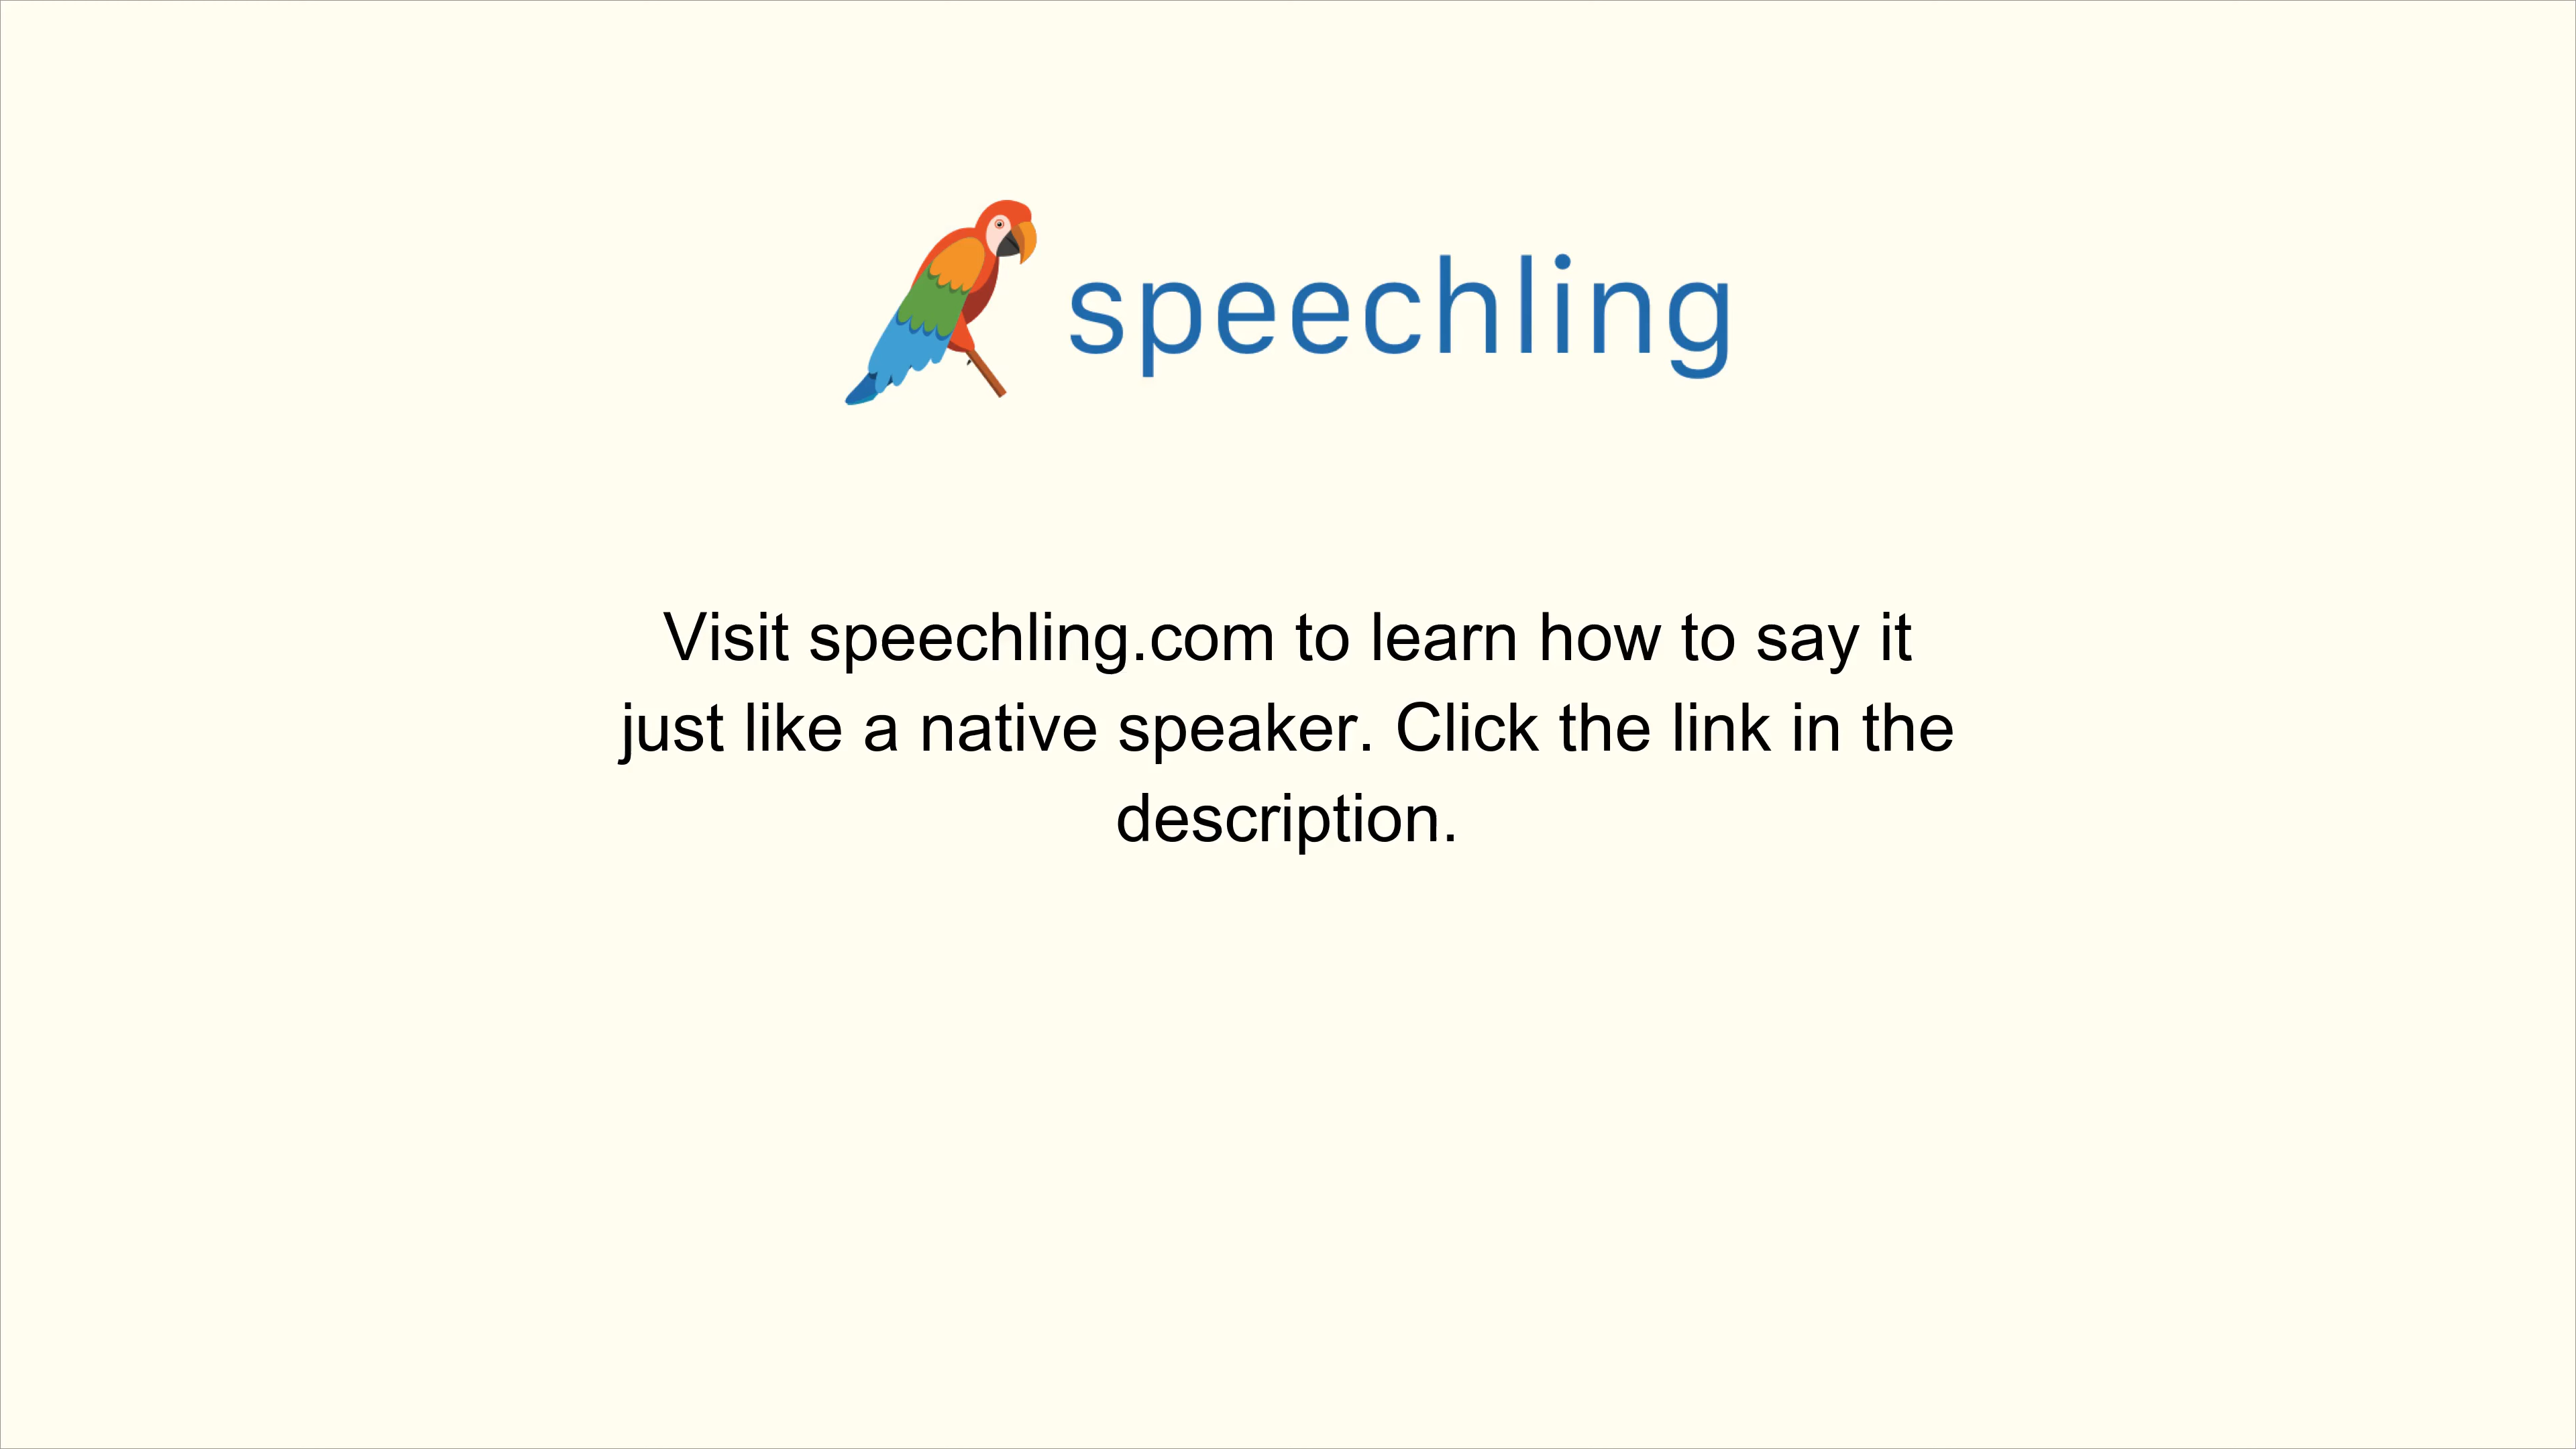 speechling
Visit speechling.com to learn how to say it
just like a native speaker. Click the link in the
description.